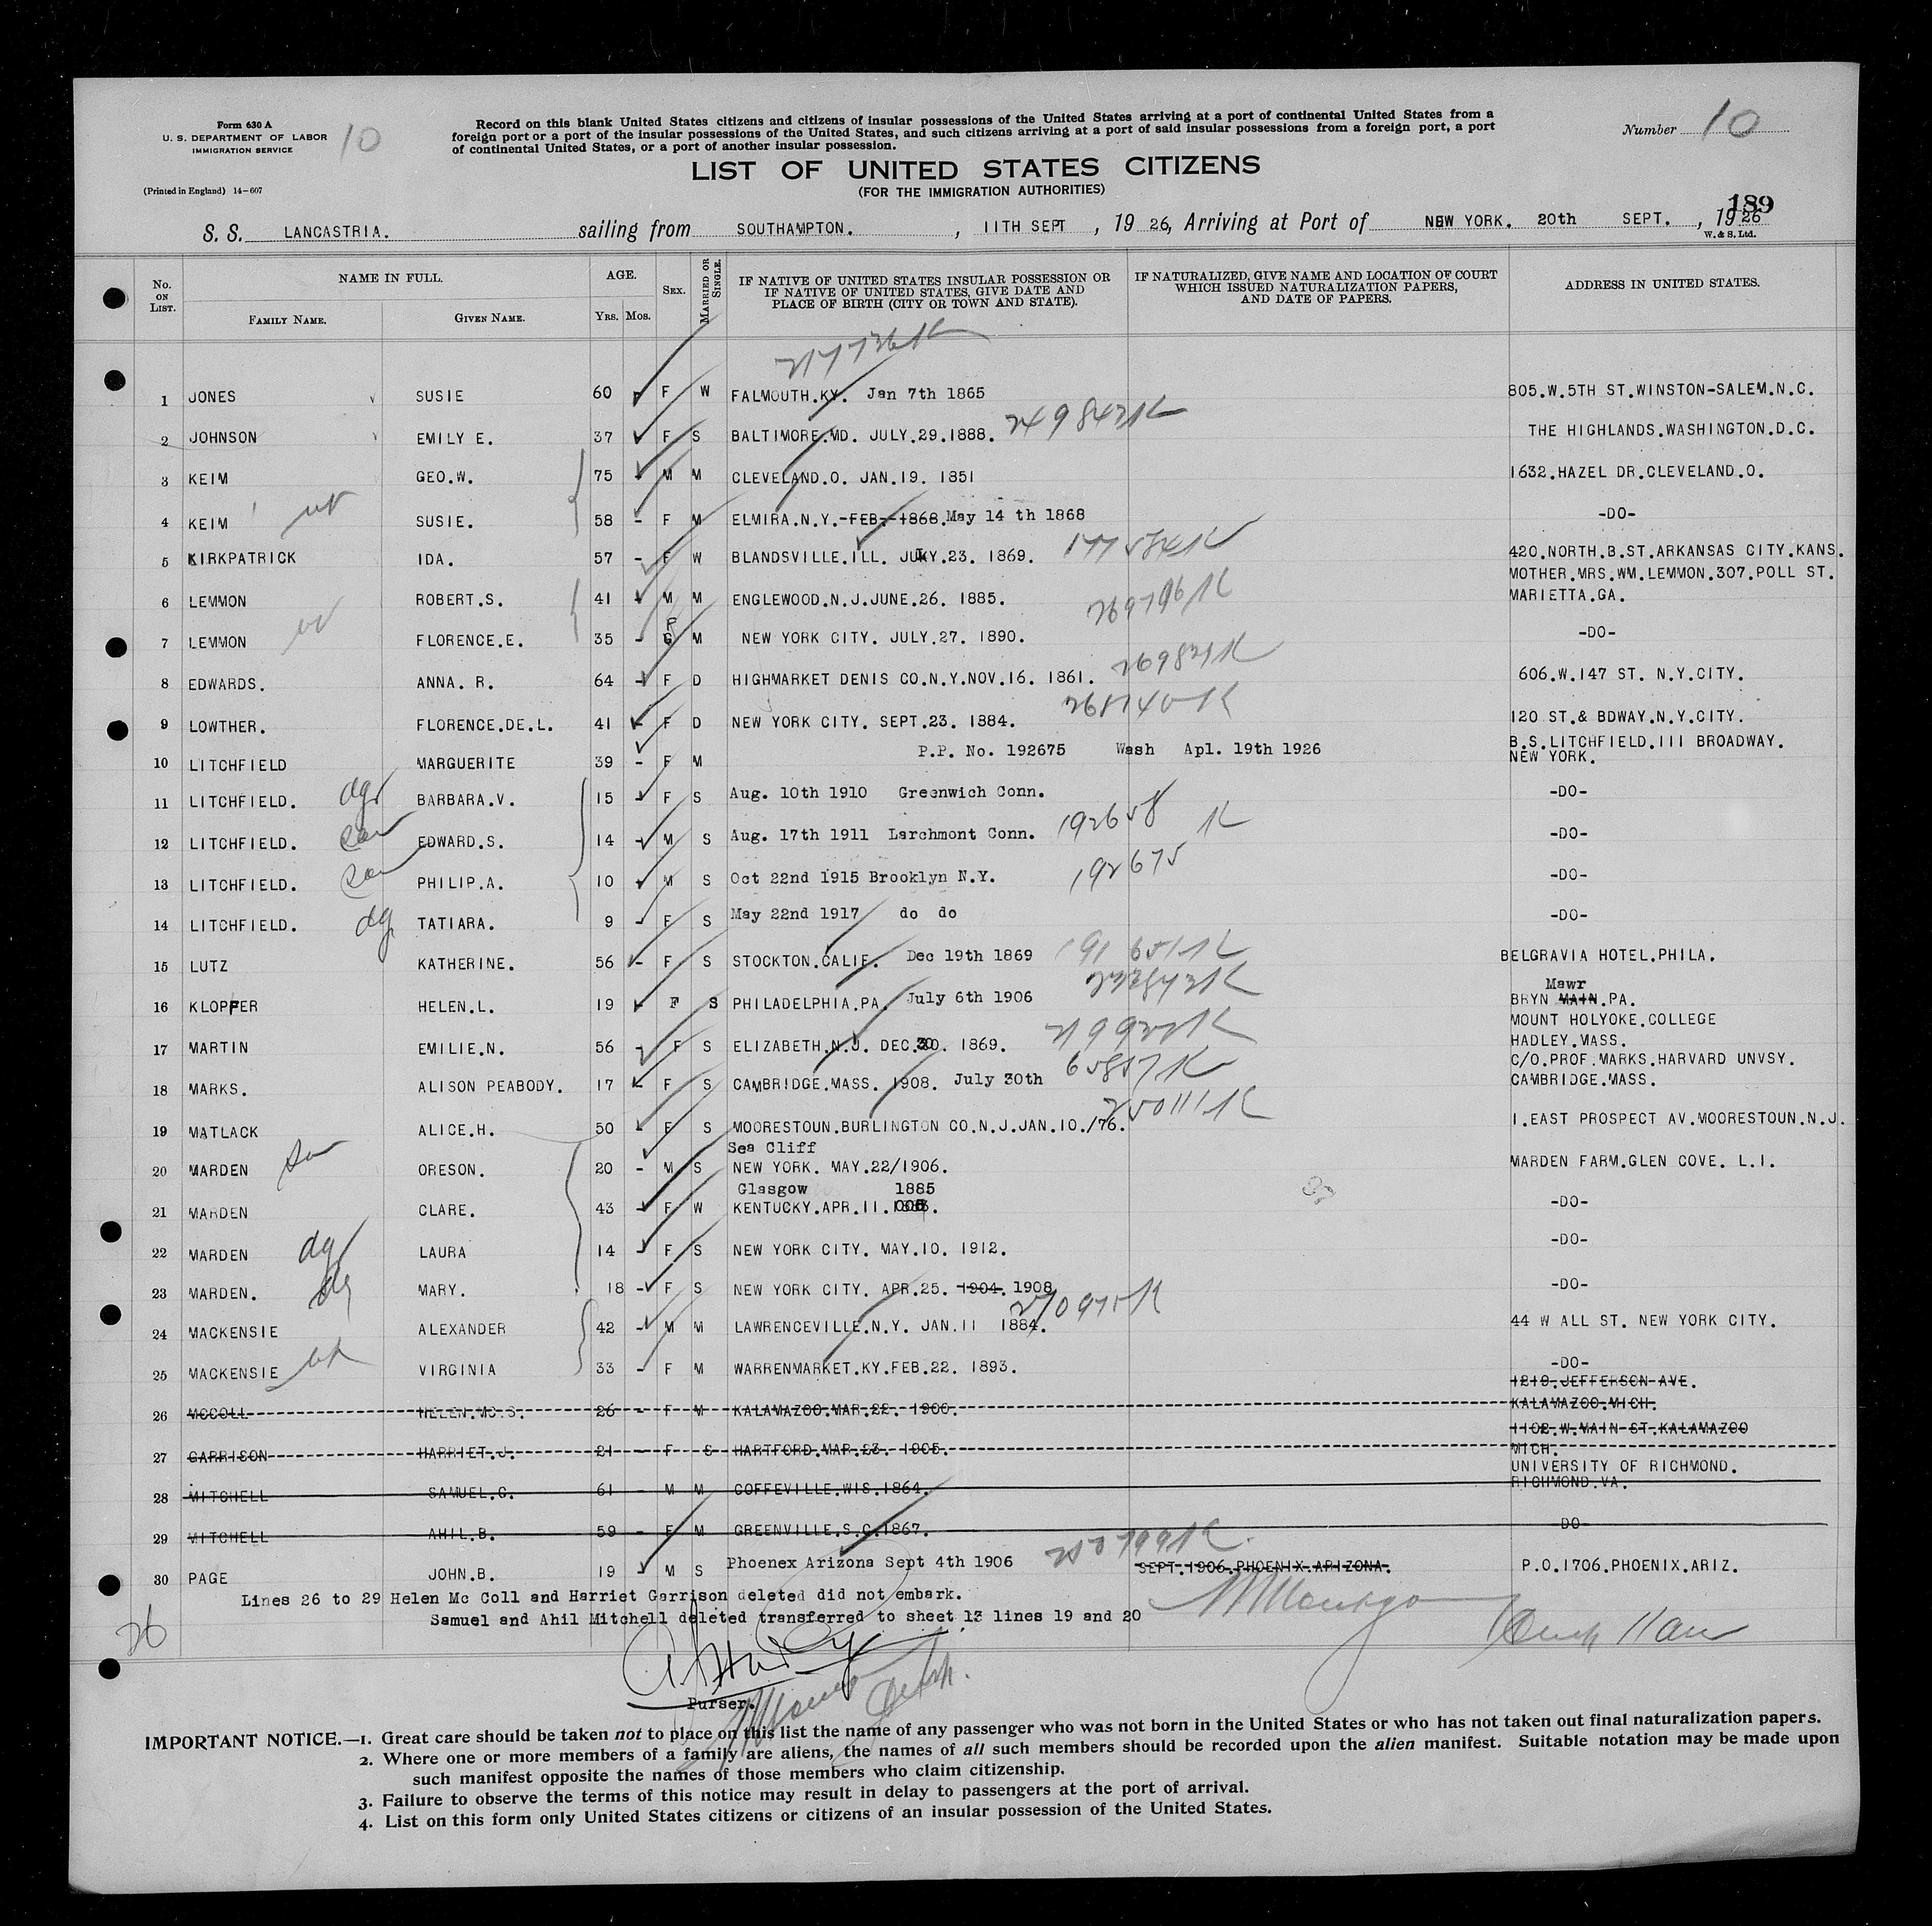 Form 630 A
U. S. DEPARTMENT OF LABOR
IMMIGRATION SERVICE
10
(Printed in England) 14-607
Record on this blank United States citizens and citizens of insular possessions of the United States arriving at a port of continental United States from a
foreign port or a port of the insular possessions of the United States, and such citizens arriving at a port of said insular possessions from a foreign port, a port
of continental United States, or a port of another insular possession.
Number 10
LIST OF UNITED STATES CITIZENS
(FOR THE IMMIGRATION AUTHORITIES)
189
S. S. LANCASTRIA. sailing from SOUTHAMPTON. , 11TH SEPT , 19 26, Arriving at Port of NEW YORK. 20th SEPT. , 1926
W. & S. Ltd.
No. ON LIST. NAME IN FULL. FAMILY NAME. GIVEN NAME. AGE. YRS. MOS. SEX. MARRIED OR SINGLE. IF NATIVE OF UNITED STATES INSULAR POSSESSION OR IF NATIVE OF UNITED STATES, GIVE DATE AND PLACE OF BIRTH (CITY OR TOWN AND STATE). IF NATURALIZED, GIVE NAME AND LOCATION OF COURT WHICH ISSUED NATURALIZATION PAPERS, AND DATE OF PAPERS. ADDRESS IN UNITED STATES.
1 JONES SUSIE 60 F W FALMOUTH.KY. Jan 7th 1865 805.W.5TH ST.WINSTON-SALEM.N.C.
2 JOHNSON EMILY E. 37 F S BALTIMORE.MD. JULY.29.1888. THE HIGHLANDS.WASHINGTON.D.C.
3 KEIM GEO.W. 75 M M CLEVELAND.O. JAN.19. 1851 1632.HAZEL DR.CLEVELAND.O.
4 KEIM SUSIE. 58 - F M ELMIRA.N.Y.-FEB.-1868.May 14 th 1868 -DO-
5 KIRKPATRICK IDA. 57 - F W BLANDSVILLE.ILL. JULY.23. 1869. 420.NORTH.B.ST.ARKANSAS CITY.KANS.
6 LEMMON ROBERT.S. 41 M M ENGLEWOOD.N.J.JUNE.26. 1885. MOTHER.MRS.WM.LEMMON.307.POLL ST.
MARIETTA.GA.
7 LEMMON FLORENCE.E. 35 - F M NEW YORK CITY. JULY.27. 1890. -DO-
8 EDWARDS. ANNA. R. 64 - F D HIGHMARKET DENIS CO.N.Y.NOV.16. 1861. 606.W.147 ST. N.Y.CITY.
9 LOWTHER. FLORENCE.DE.L. 41 F D NEW YORK CITY. SEPT.23. 1884. 120 ST.& BDWAY.N.Y.CITY.
10 LITCHFIELD MARGUERITE 39 - F M P.P. No. 192675 Wash Apl. 19th 1926 B.S.LITCHFIELD.111 BROADWAY.
NEW YORK.
11 LITCHFIELD. BARBARA.V. 15 F S Aug. 10th 1910 Greenwich Conn. -DO-
12 LITCHFIELD. son EDWARD.S. 14 M S Aug. 17th 1911 Larchmont Conn. 192658 K -DO-
13 LITCHFIELD. son PHILIP.A. 10 M S Oct 22nd 1915 Brooklyn N.Y. 192675 -DO-
14 LITCHFIELD. TATIARA. 9 - F S May 22nd 1917 do do -DO-
15 LUTZ KATHERINE. 56 - F S STOCKTON.CALIF. Dec 19th 1869 BELGRAVIA HOTEL.PHILA.
16 KLOPFER HELEN.L. 19 F S PHILADELPHIA.PA. July 6th 1906 BRYN MAIN Mawr.PA.
17 MARTIN EMILIE.N. 56 - F S ELIZABETH.N.J. DEC.30. 1869. MOUNT HOLYOKE.COLLEGE
HADLEY.MASS.
18 MARKS. ALISON PEABODY. 17 F S CAMBRIDGE.MASS. 1908. July 30th C/O.PROF.MARKS.HARVARD UNVSY.
CAMBRIDGE.MASS.
19 MATLACK ALICE.H. 50 F S MOORESTOUN.BURLINGTON CO.N.J.JAN.10./76. 1.EAST PROSPECT AV.MOORESTOUN.N.J.
Sea Cliff
20 MARDEN ORESON. 20 - M S NEW YORK. MAY.22/1906. MARDEN FARM.GLEN COVE. L.I.
Glasgow 1885
21 MARDEN CLARE. 43 F W KENTUCKY.APR.11. -DO-
22 MARDEN LAURA 14 F S NEW YORK CITY. MAY.10. 1912. -DO-
23 MARDEN. MARY. 18 - F S NEW YORK CITY. APR.25. 1904. 1908 -DO-
24 MACKENSIE ALEXANDER 42 - M M LAWRENCEVILLE.N.Y. JAN.11 1884. 44 W ALL ST. NEW YORK CITY.
25 MACKENSIE VIRGINIA 33 - F M WARRENMARKET.KY.FEB.22. 1893. -DO-
1219.JEFFERSON-AVE.
26 MCCOLL HELEN.MC.S. 26 - F M KALAMAZOO.MAR.22. 1900. KALAMAZOO.MICH.
1102.W.MAIN-ST.KALAMAZOO
27 GARRISON HARRIET.J. 21 - F S HARTFORD.MAR.23. 1905. MICH.
UNIVERSITY OF RICHMOND.
28 MITCHELL SAMUEL.C. 61 - M M COFFEVILLE.WIS.1864. RICHMOND.VA.
29 MITCHELL AHIL.B. 59 - F M GREENVILLE.S.C.1867. -DO-
30 PAGE JOHN.B. 19 M S Phoenex Arizona Sept 4th 1906 SEPT.1906.PHOENIX.ARIZONA. P.O.1706.PHOENIX.ARIZ.
Lines 26 to 29 Helen Mc Coll and Harriet Garrison deleted did not embark.
Samuel and Ahil Mitchell deleted transferred to sheet 13 lines 19 and 20
26
Purser.
IMPORTANT NOTICE.—1. Great care should be taken not to place on this list the name of any passenger who was not born in the United States or who has not taken out final naturalization papers.
2. Where one or more members of a family are aliens, the names of all such members should be recorded upon the alien manifest. Suitable notation may be made upon
such manifest opposite the names of those members who claim citizenship.
3. Failure to observe the terms of this notice may result in delay to passengers at the port of arrival.
4. List on this form only United States citizens or citizens of an insular possession of the United States.